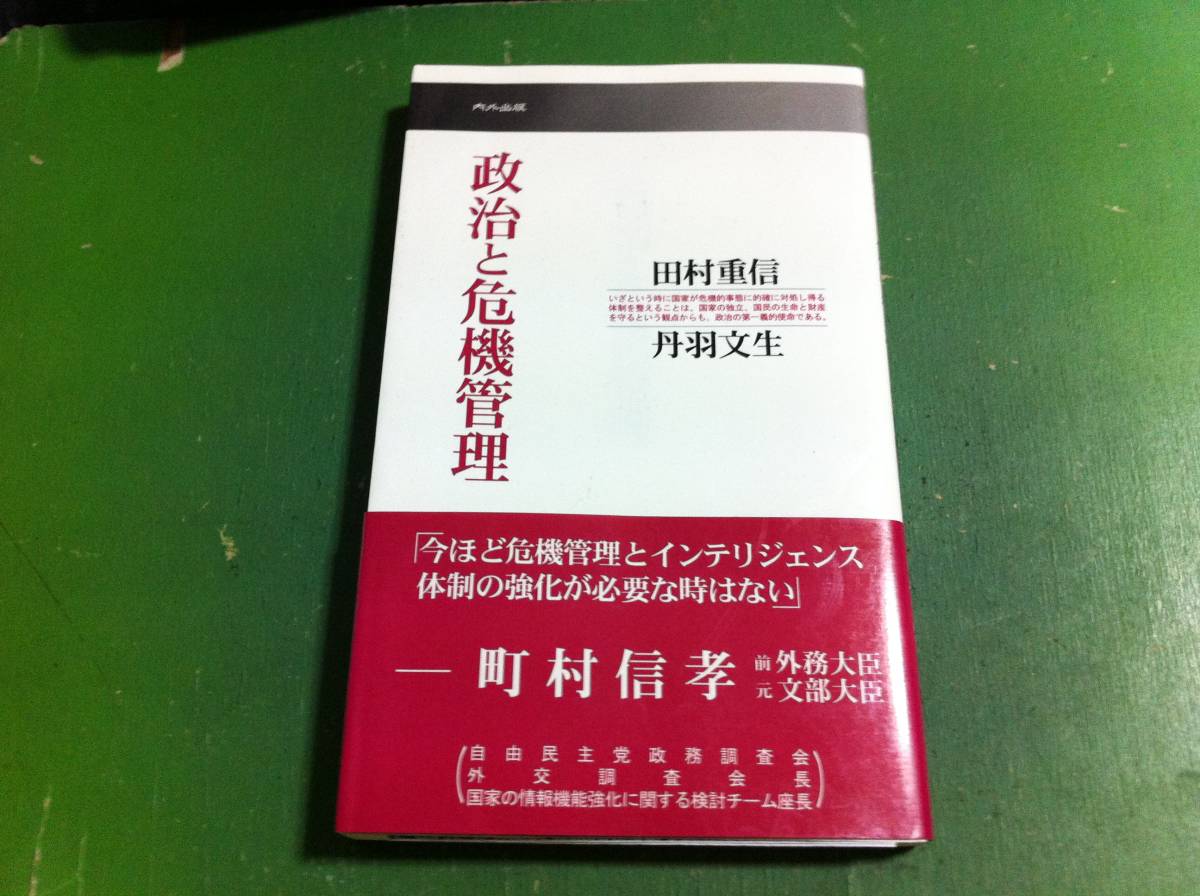 内外出版
政治と危機管理
田村重信
いざという時に国家が危機的事態に的確に対処し得る
体制を整えることは、国家の独立、国民の生命と財産
を守るという観点からも、政治の第一義的使命である。
丹羽文生
「今ほど危機管理とインテリジェンス
体制の強化が必要な時はない」
― 町村信孝 前 外務大臣
元 文部大臣
自由民主党政務調査会
外交調査会長
国家の情報機能強化に関する検討チーム座長